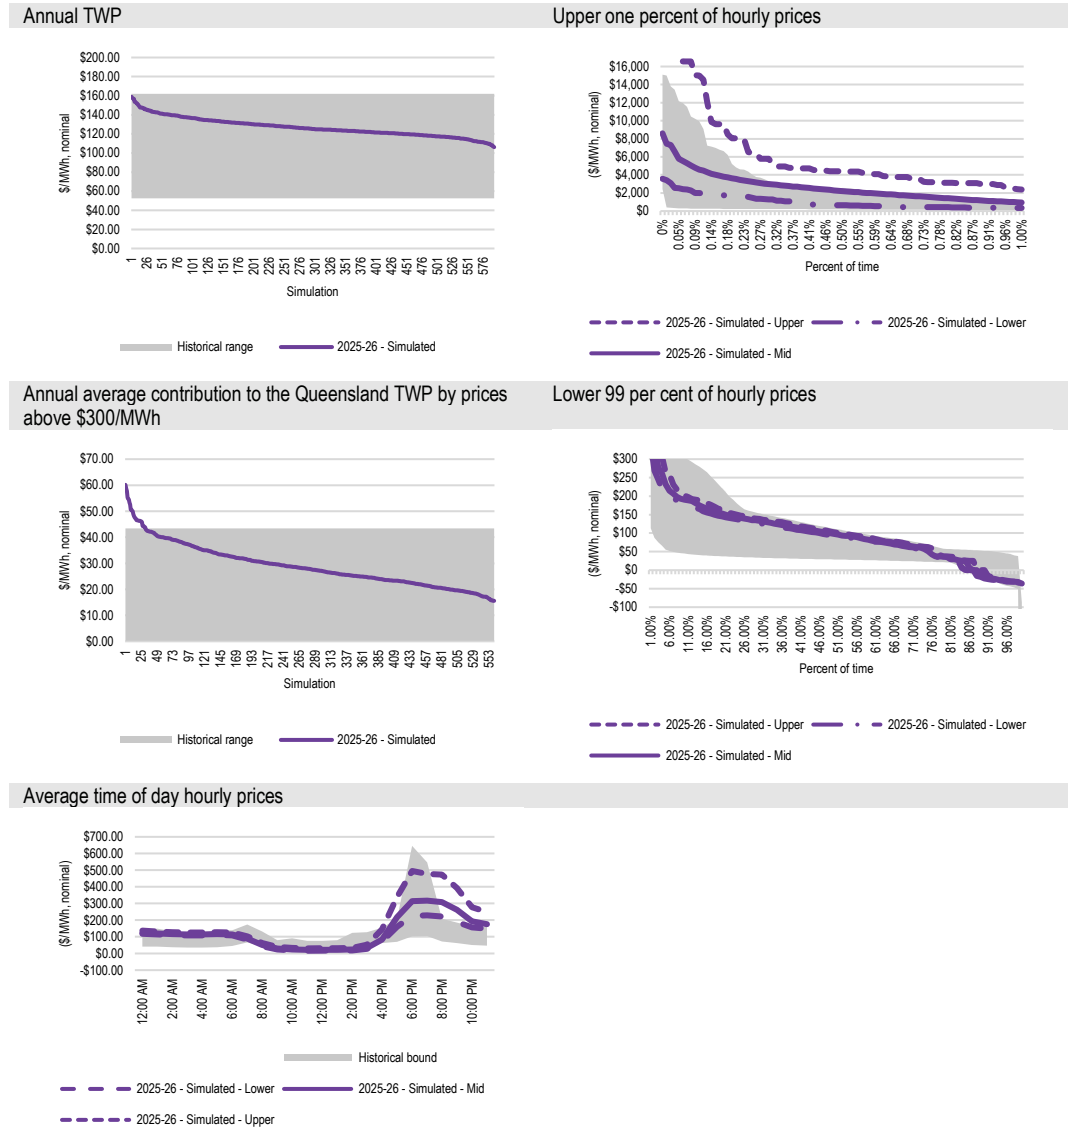 Annual TWP
$/MWh, nominal
$200.00
$180.00
$160.00
$140.00
$120.00
$100.00
$80.00
$60.00
$40.00
$20.00
$0.00
1 26 51 76 101 126 151 176 201 226 251 276 301 326 351 376 401 426 451 476 501 526 551 576
Simulation
Historical range 2025-26 - Simulated
Upper one percent of hourly prices
($/MWh, nominal)
$16,000
$14,000
$12,000
$10,000
$8,000
$6,000
$4,000
$2,000
$0
0% 0.05% 0.09% 0.14% 0.18% 0.23% 0.27% 0.32% 0.37% 0.41% 0.46% 0.50% 0.55% 0.59% 0.64% 0.68% 0.73% 0.78% 0.82% 0.87% 0.91% 0.96% 1.00%
Percent of time
2025-26 - Simulated - Upper 2025-26 - Simulated - Lower
2025-26 - Simulated - Mid
Annual average contribution to the Queensland TWP by prices
above $300/MWh
$/MWh, nominal
$70.00
$60.00
$50.00
$40.00
$30.00
$20.00
$10.00
$0.00
1 25 49 73 97 121 145 169 193 217 241 265 289 313 337 361 385 409 433 457 481 505 529 553
Simulation
Historical range 2025-26 - Simulated
Lower 99 per cent of hourly prices
($/MWh, nominal)
$300
$250
$200
$150
$100
$50
$0
-$50
-$100
1.00% 6.00% 11.00% 16.00% 21.00% 26.00% 31.00% 36.00% 41.00% 46.00% 51.00% 56.00% 61.00% 66.00% 71.00% 76.00% 81.00% 86.00% 91.00% 96.00%
Percent of time
2025-26 - Simulated - Upper 2025-26 - Simulated - Lower
2025-26 - Simulated - Mid
Average time of day hourly prices
($/MWh, nominal)
$700.00
$600.00
$500.00
$400.00
$300.00
$200.00
$100.00
$0.00
-$100.00
12:00 AM 2:00 AM 4:00 AM 6:00 AM 8:00 AM 10:00 AM 12:00 PM 2:00 PM 4:00 PM 6:00 PM 8:00 PM 10:00 PM
Historical bound
2025-26 - Simulated - Lower 2025-26 - Simulated - Mid
2025-26 - Simulated - Upper